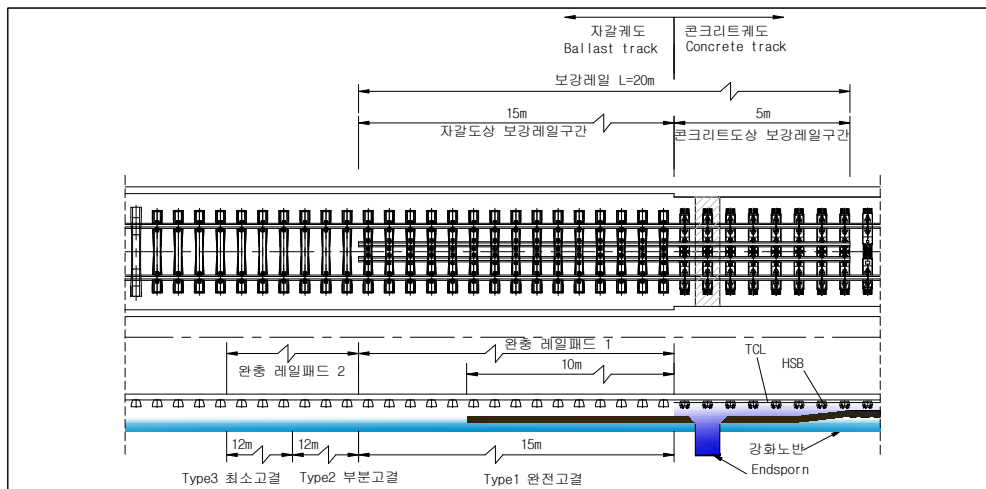 자갈궤도
콘크리트궤도
Ballast track
Concrete track
보강레일 L=20m
15m
5m
자갈도상 보강레일구간
콘크리트도상 보강레일구간
완충 레일패드 1
완충 레일패드 2
10m
TCL
HSB
강화노반
12m
12m
15m
Endsporn
Type3 최소고결
Type2 부분고결
Type1 완전고결